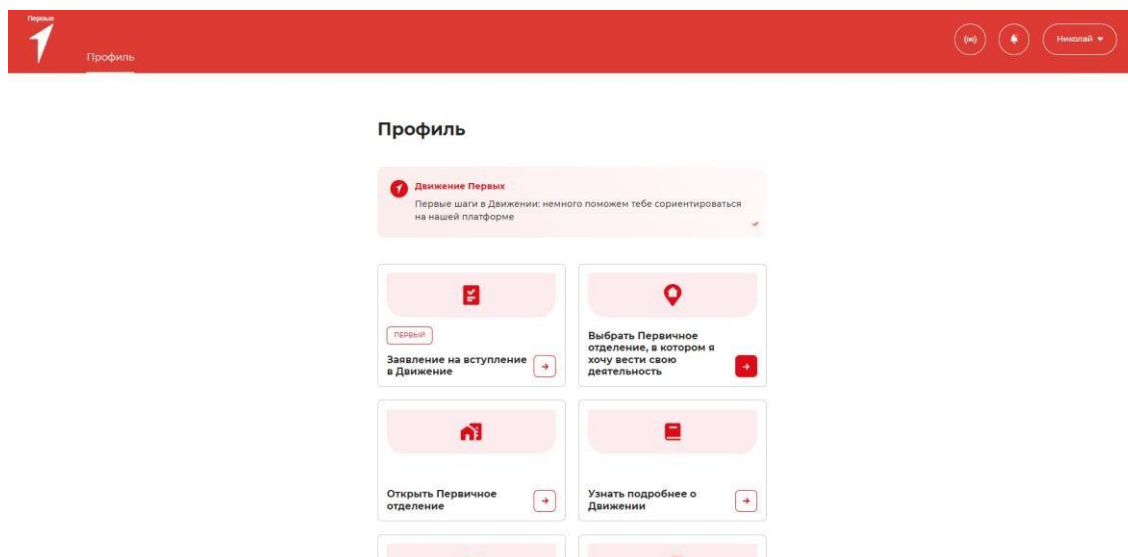 Первые
Профиль
Николай
Профиль
Движение Первых
Первые шаги в Движении: немного поможем тебе сориентироваться
на нашей платформе
ПЕРВЫЙ
Заявление на вступление
в Движение
Выбрать Первичное
отделение, в котором я
хочу вести свою
деятельность
Открыть Первичное
отделение
Узнать подробнее о
Движении